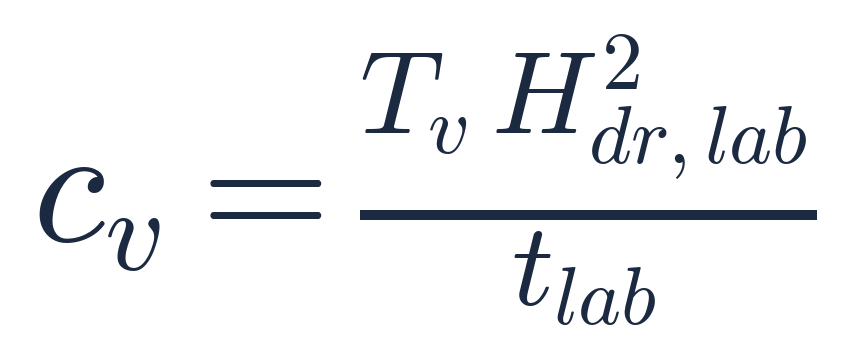 c_v = \frac{T_v H_{dr, lab}^2}{t_{lab}}